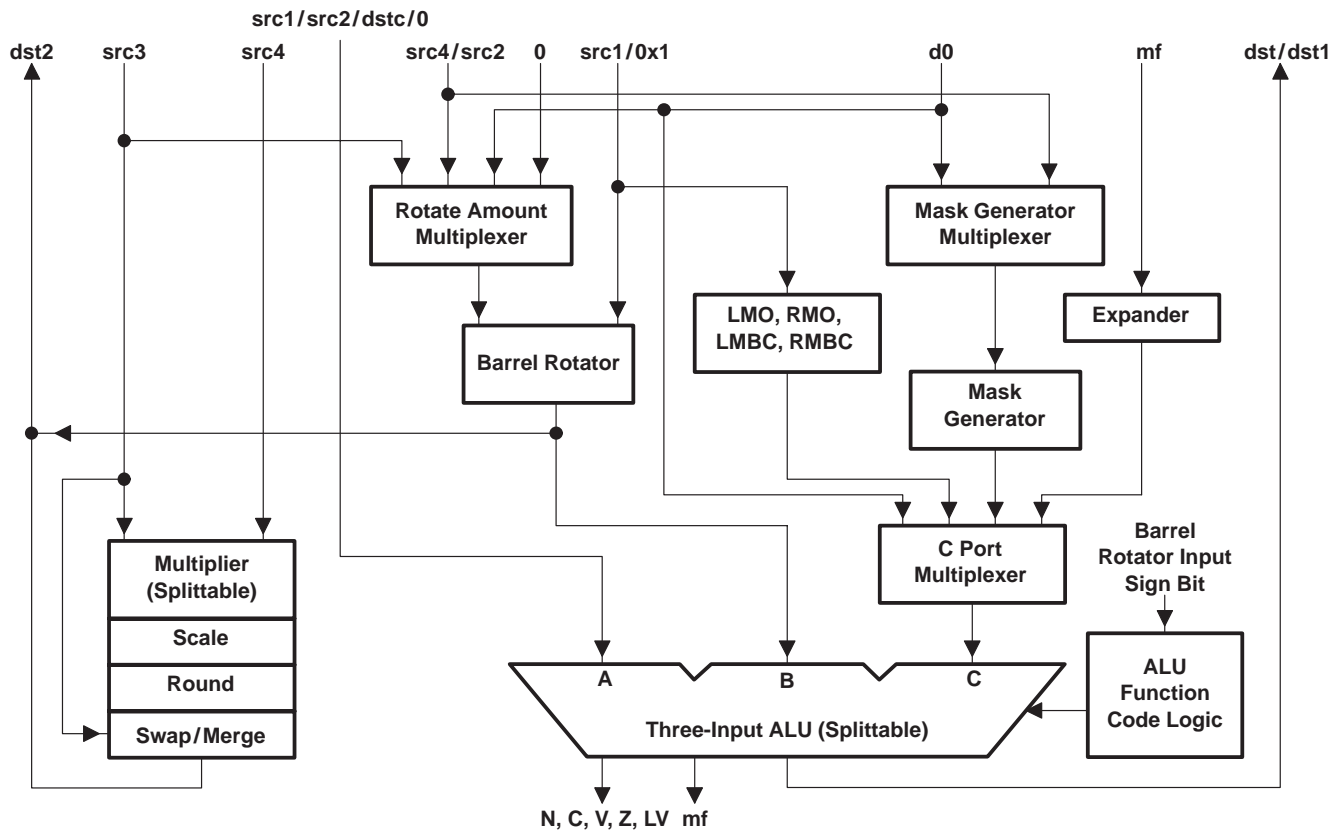 src1/src2/dstc/0
dst2
src3
src4
src4/src2
0
src1/0x1
d0
mf
dst/dst1
Rotate Amount
Multiplexer
Mask Generator
Multiplexer
LMO, RMO,
LMBC, RMBC
Expander
Barrel Rotator
Mask
Generator
Multiplier
(Splittable)
Scale
Round
Swap/Merge
C Port
Multiplexer
Barrel
Rotator Input
Sign Bit
A
B
C
Three-Input ALU (Splittable)
ALU
Function
Code Logic
N, C, V, Z, LV
mf